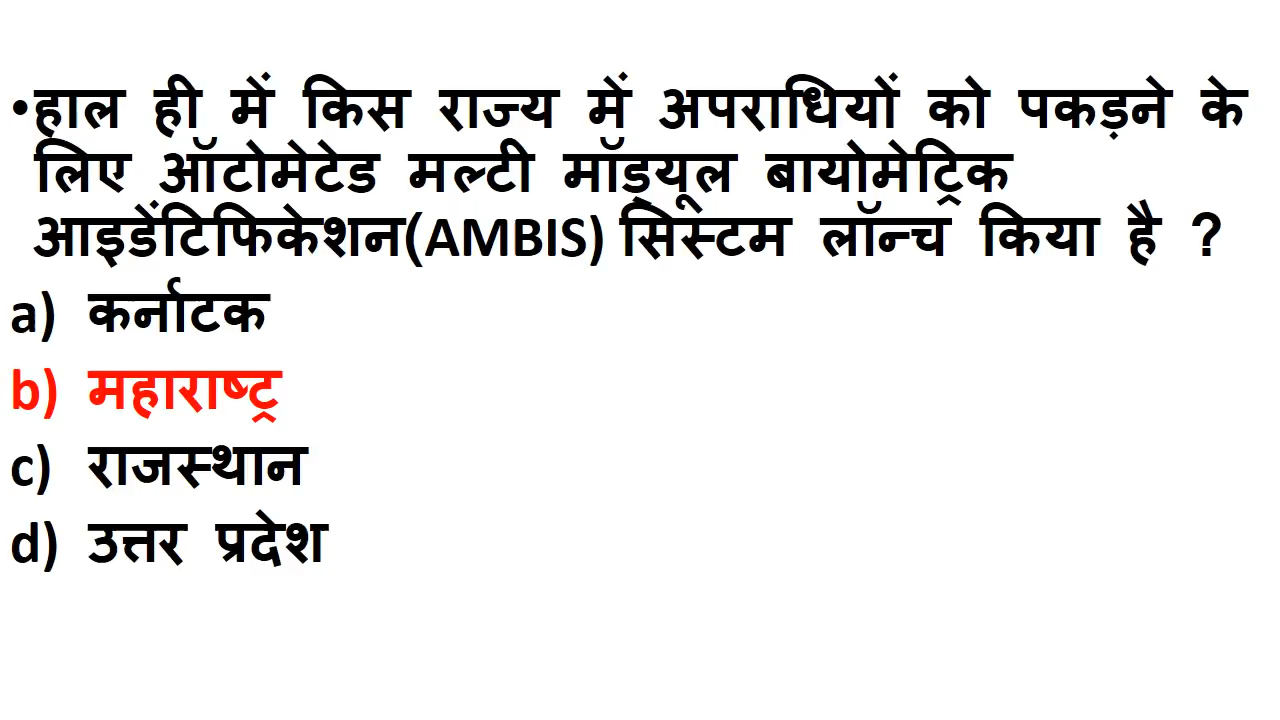 •हाल ही में किस राज्य में अपराधियों को पकड़ने के
लिए ऑटोमेटेड मल्टी मॉड्यूल बायोमेट्रिक
आइडेंटिफिकेशन(AMBIS) सिस्टम लॉन्च किया है ?
a) कर्नाटक
b) महाराष्ट्र
c) राजस्थान
d) उत्तर प्रदेश